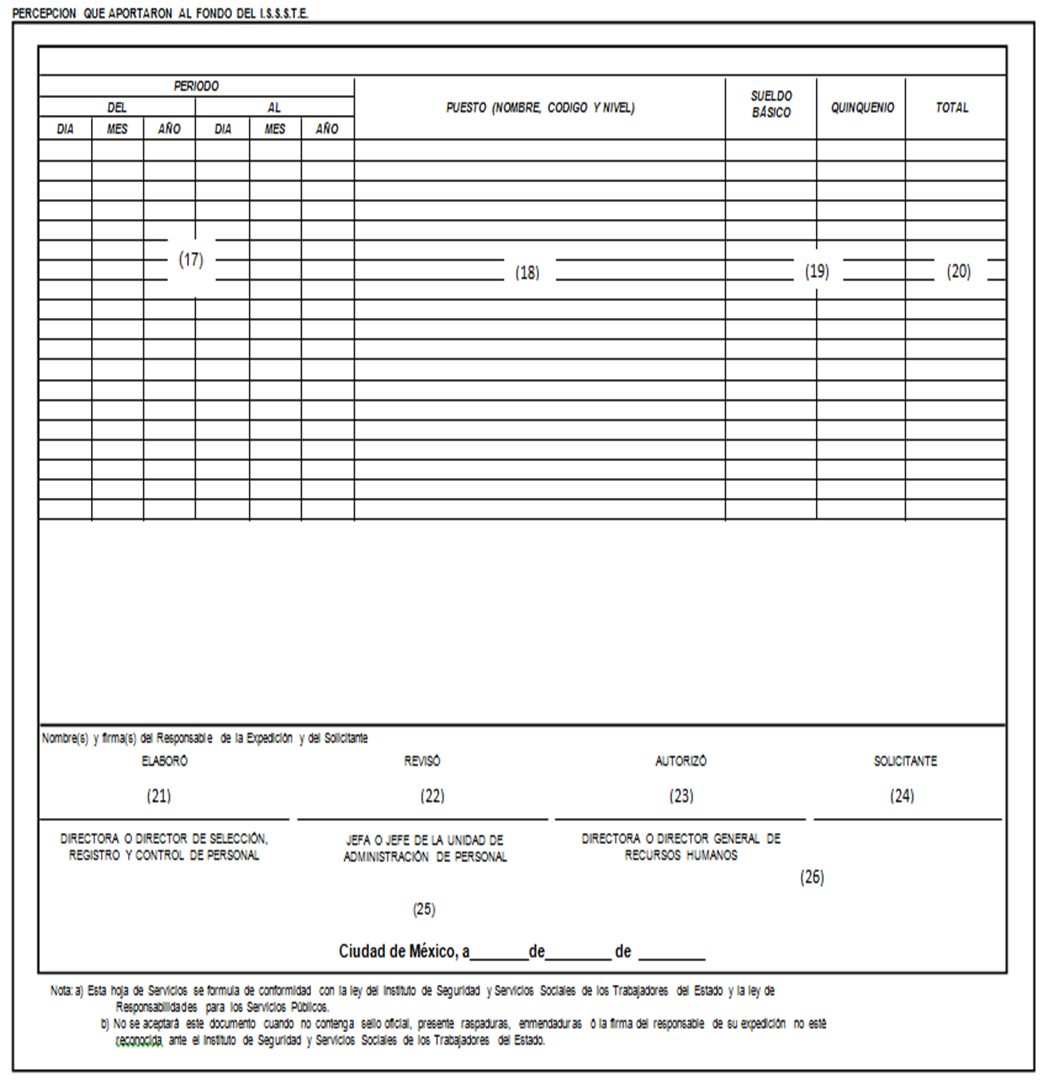 PERCEPCION QUE APORTARON AL FONDO DEL I.S.S.S.T.E.
PERIODO
DEL AL
DIA MES AÑO DIA MES AÑO
PUESTO (NOMBRE, CODIGO Y NIVEL)
SUELDO
BÁSICO
QUINQUENIO
TOTAL
(17) (18) (19) (20)
Nombre(s) y firma(s) del Responsable de la Expedición y del Solicitante
ELABORÓ REVISÓ AUTORIZÓ SOLICITANTE
(21) (22) (23) (24)
DIRECTORA O DIRECTOR DE SELECCIÓN,
REGISTRO Y CONTROL DE PERSONAL
JEFA O JEFE DE LA UNIDAD DE
ADMINISTRACIÓN DE PERSONAL
DIRECTORA O DIRECTOR GENERAL DE
RECURSOS HUMANOS
(26)
(25)
Ciudad de México, a_______de________ de ________
Nota: a) Esta hoja de Servicios se formula de conformidad con la ley del Instituto de Seguridad y Servicios Sociales de los Trabajadores del Estado y la ley de
Responsabilidades para los Servicios Públicos.
b) No se aceptará este documento cuando no contenga sello oficial, presente raspaduras, enmendaduras ó la firma del responsable de su expedición no esté
reconocida ante el Instituto de Seguridad y Servicios Sociales de los Trabajadores del Estado.